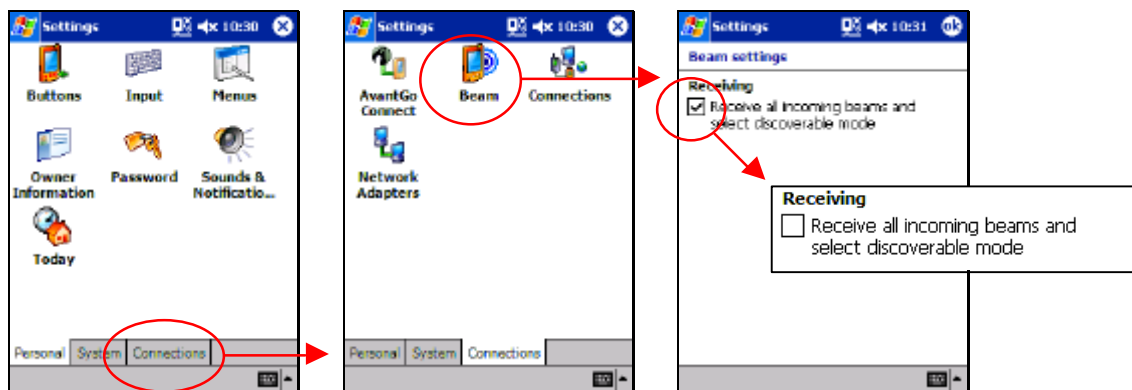 Settings 10:30
Buttons Input Menus
Owner Information Password Sounds & Notificatio...
Today
Personal System Connections
Settings 10:30
AvantGo Connect Beam Connections
Network Adapters
Personal System Connections
Settings 10:31 ok
Beam settings
Receiving
Receive all incoming beams and
select discoverable mode
Receiving
Receive all incoming beams and
select discoverable mode